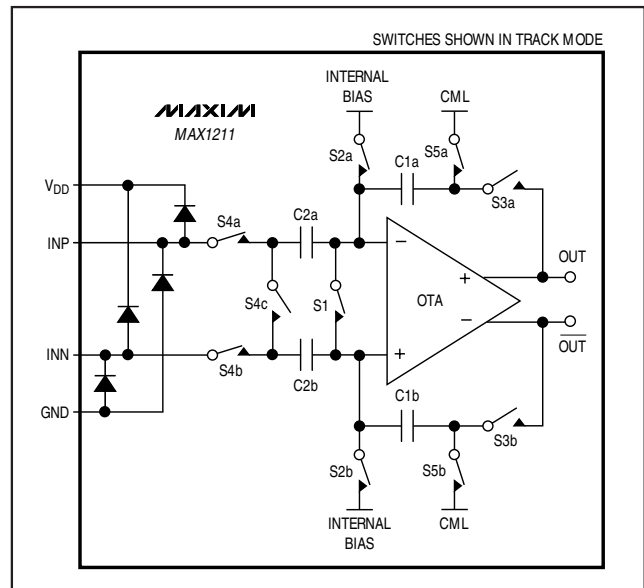 SWITCHES SHOWN IN TRACK MODE
INTERNAL
BIAS
CML
MAXIM
MAX1211
S2a
C1a
S5a
S3a
VDD
S4a
C2a
INP
−
+
OUT
S4c
S1
OTA
−
INN
+
OUT
S4b
C2b
C1b
GND
S3b
S2b
S5b
INTERNAL
BIAS
CML